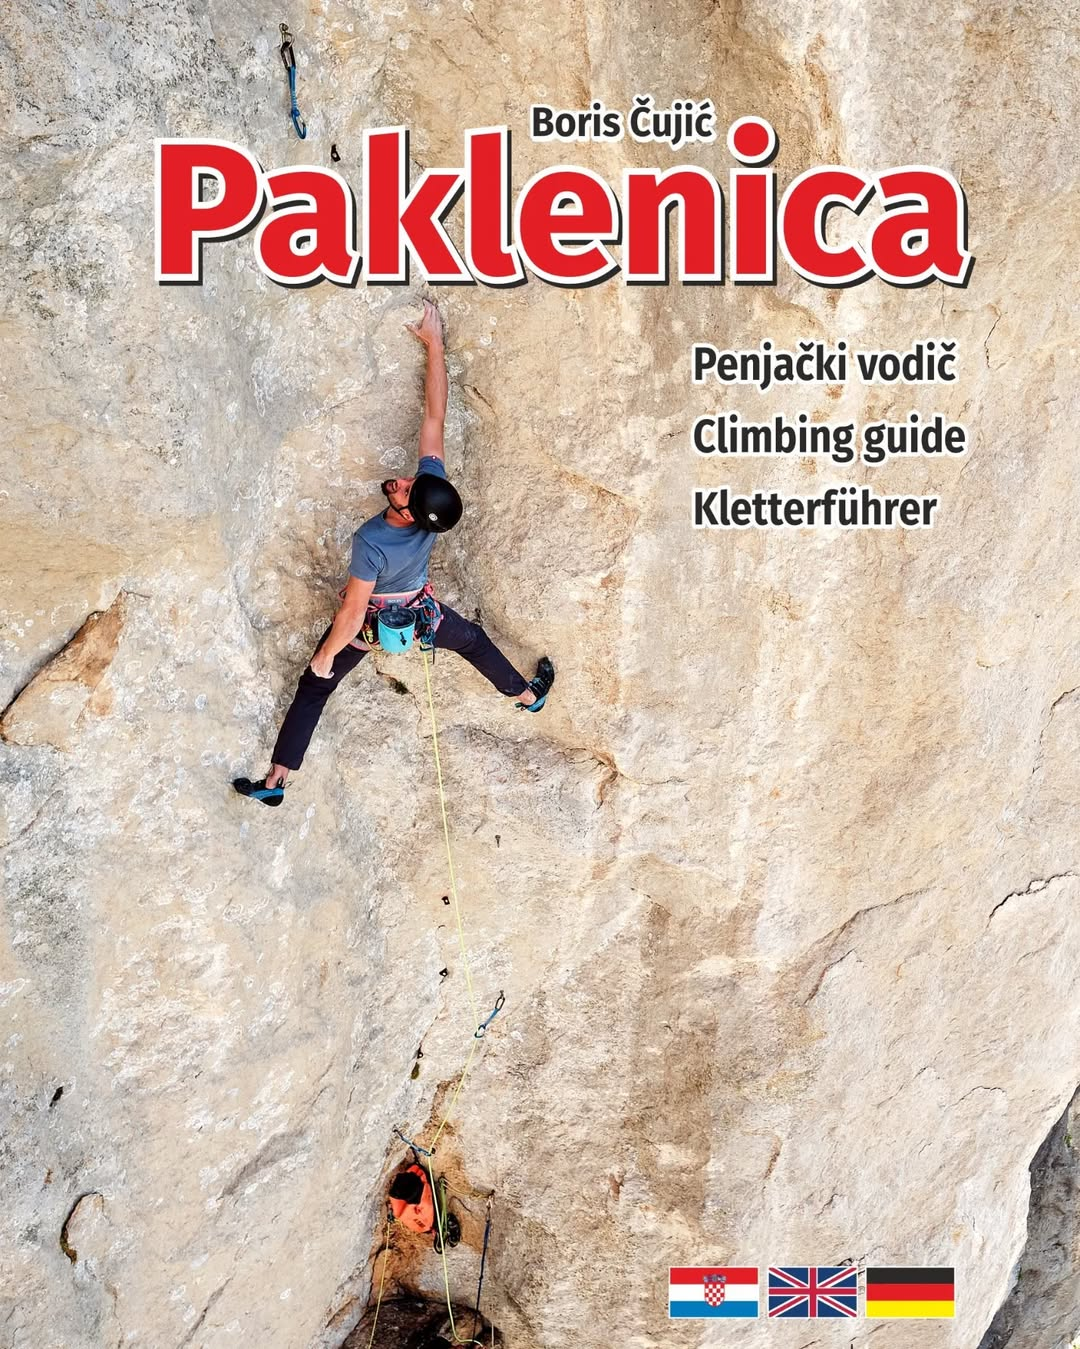 Boris Čujić
Paklenica
Penjački vodič
Climbing guide
Kletterführer